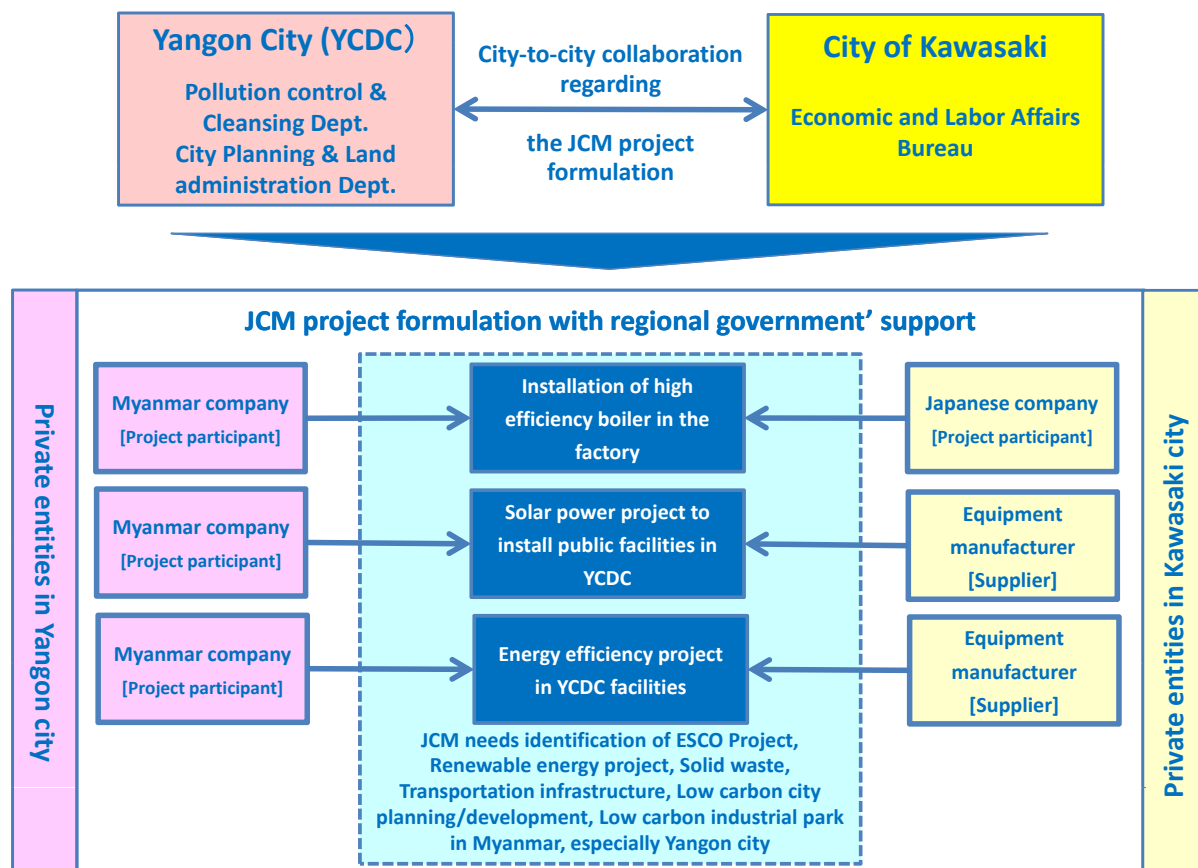 Yangon City (YCDC）
Pollution control &
Cleansing Dept.
City Planning & Land
administration Dept.
City-to-city collaboration
regarding
the JCM project
formulation
City of Kawasaki
Economic and Labor Affairs
Bureau
JCM project formulation with regional government’ support
Private entities in Yangon city
Myanmar company
[Project participant]
Installation of high
efficiency boiler in the
factory
Japanese company
[Project participant]
Myanmar company
[Project participant]
Solar power project to
install public facilities in
YCDC
Equipment
manufacturer
[Supplier]
Myanmar company
[Project participant]
Energy efficiency project
in YCDC facilities
Equipment
manufacturer
[Supplier]
JCM needs identification of ESCO Project,
Renewable energy project, Solid waste,
Transportation infrastructure, Low carbon city
planning/development, Low carbon industrial park
in Myanmar, especially Yangon city
Private entities in Kawasaki city